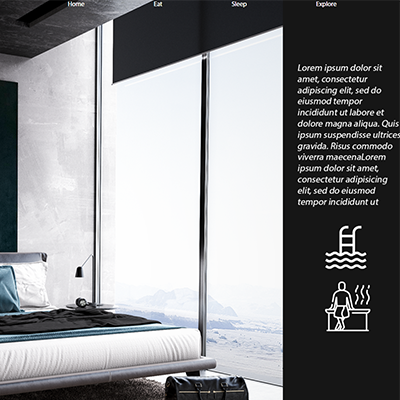 Home Eat Sleep Explore
Lorem ipsum dolor sit
amet, consectetur
adipiscing elit, sed do
eiusmod tempor
incididunt ut labore et
dolore magna aliqua. Quis
ipsum suspendisse ultrices
gravida. Risus commodo
viverra maecenaLorem
ipsum dolor sit amet,
consectetur adipisicing
elit, sed do eiusmod
tempor incididunt ut